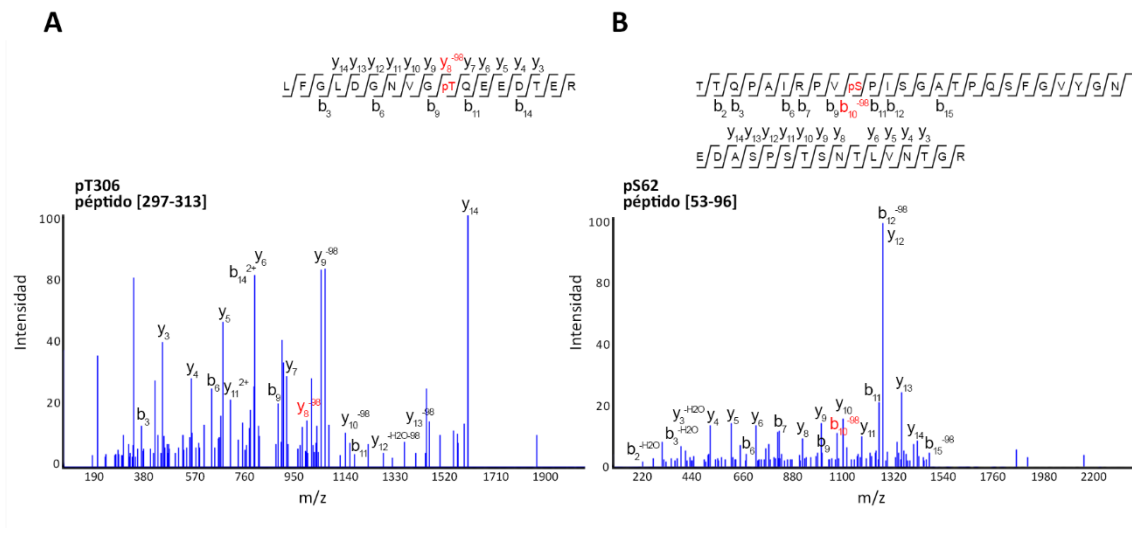 A
y14 y13 y12 y11 y10 y9 y8-98 y7 y6 y5 y4 y3
L F G L D G N V G pT Q E E D T E R
b3 b6 b9 b11 b14
pT306
péptido [297-313]
100
80
60
40
20
0
Intensidad
y14
y9-98
y6
b14 2+
y5
y3
y4
b6
y11 2+
b9
y7
b3
y8-98
y10-98
b11
y12-H2O-98
y13-98
190 380 570 760 950 1140 1330 1520 1710 1900
m/z
B
T T Q P A I R P V pS P I S G A T P Q S F G V Y G N
b2 b3 b6 b7 b9 b10-98 b11 b12 b15
y14 y13 y12 y11 y10 y9 y8 y6 y5 y4 y3
E D A S P S T S N T L V N T G R
pS62
péptido [53-96]
100
80
60
40
20
0
Intensidad
b12-98
y12
b2-H2O
b3-H2O
y3-H2O
y4
y5
y6
b6
b7
y8
y9
b9
b10-98
y10
y11
b11
y13
y14
b15-98
220 440 660 880 1100 1320 1540 1760 1980 2200
m/z